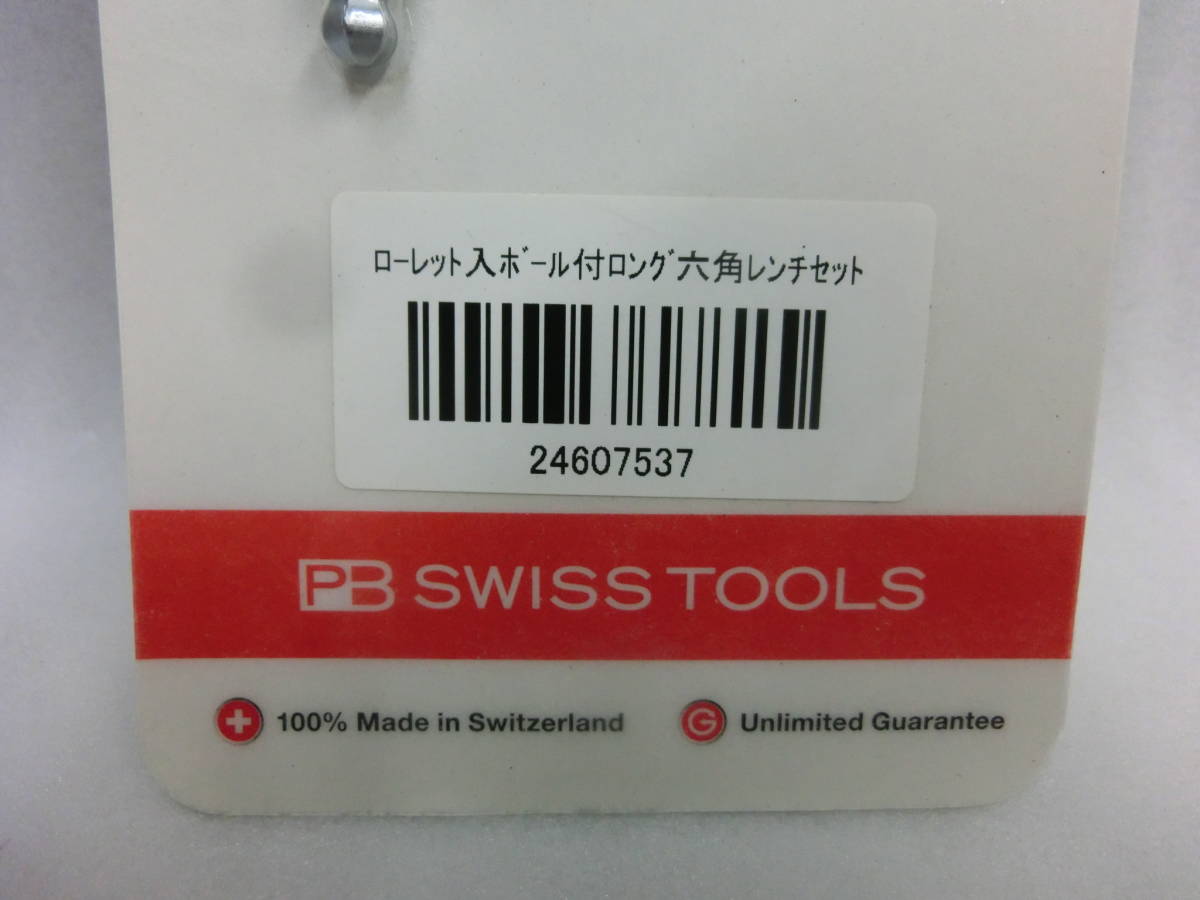 ﾛｰﾚｯﾄ入ﾎﾞｰﾙ付ﾛﾝｸﾞ六角ﾚﾝﾁｾｯﾄ
24607537
PB SWISS TOOLS
100% Made in Switzerland
G Unlimited Guarantee